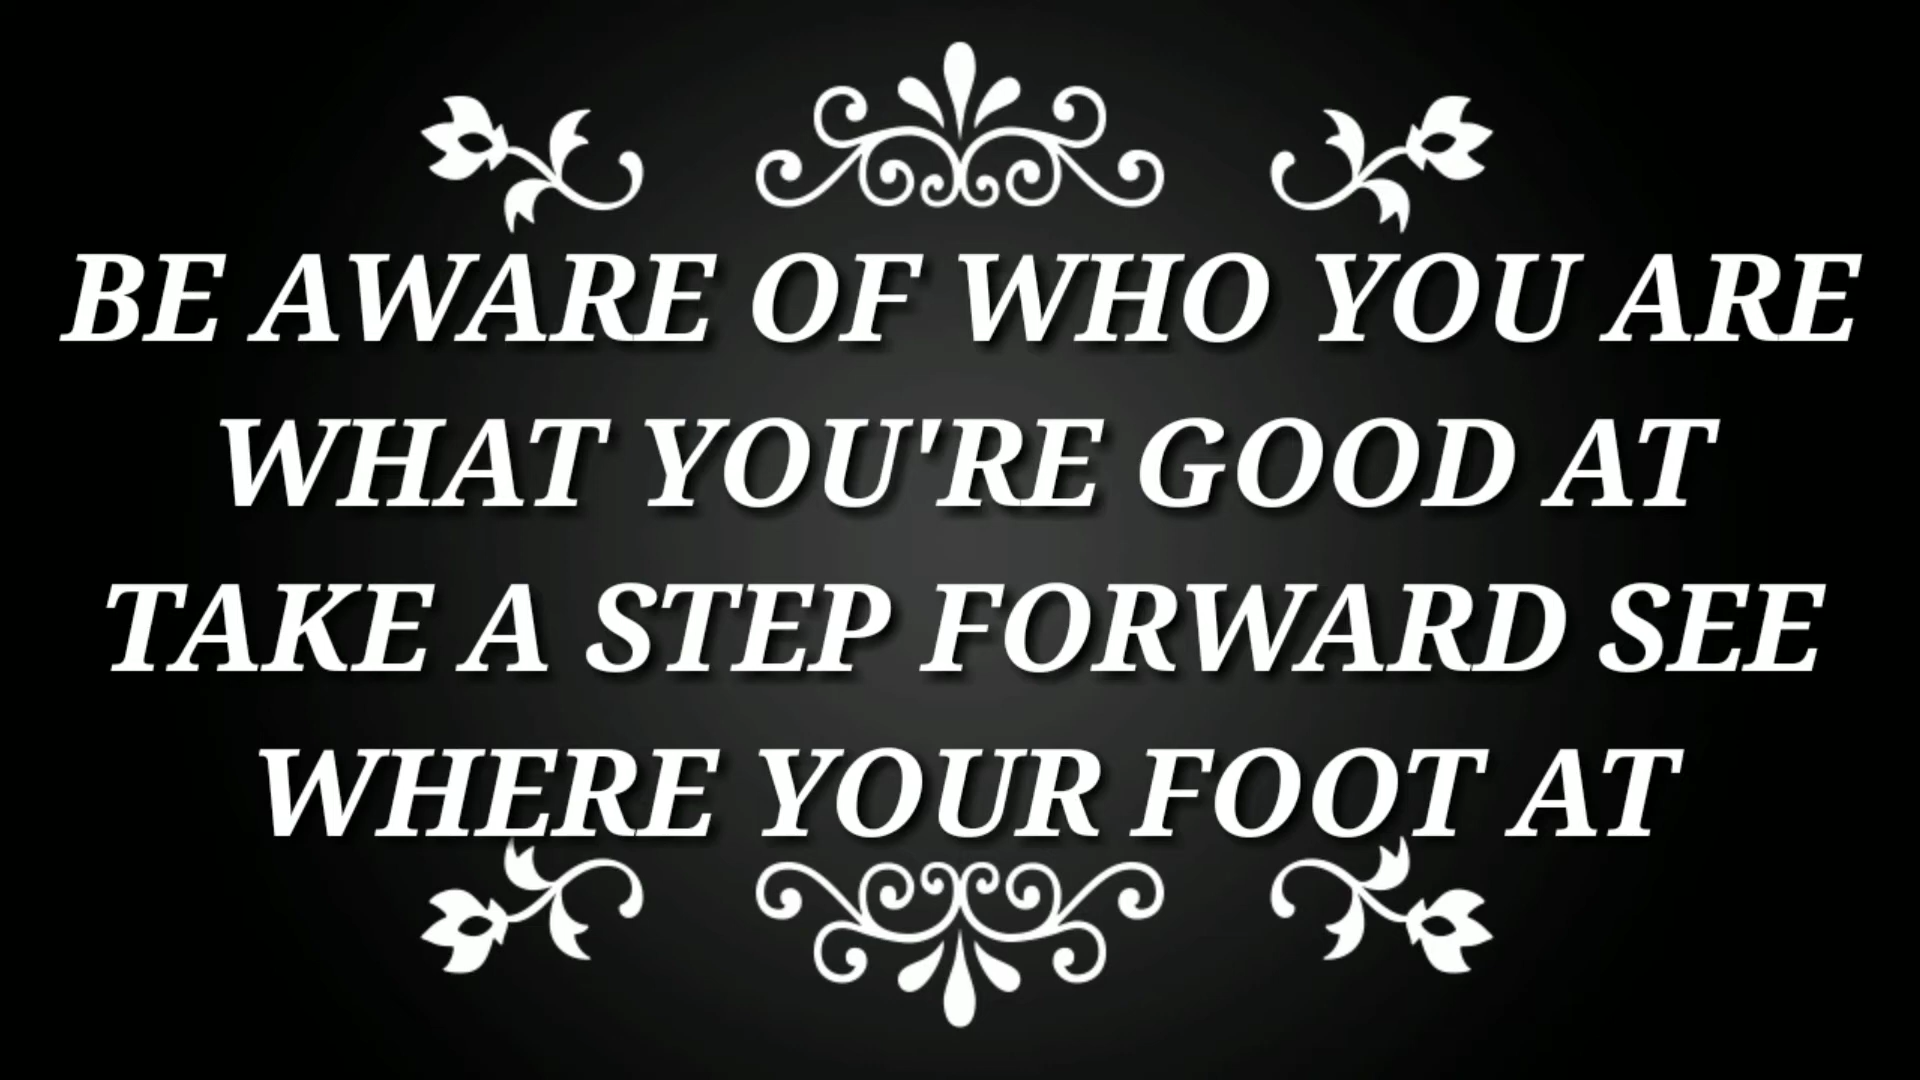 BE AWARE OF WHO YOU ARE
WHAT YOU'RE GOOD AT
TAKE A STEP FORWARD SEE
WHERE YOUR FOOT AT